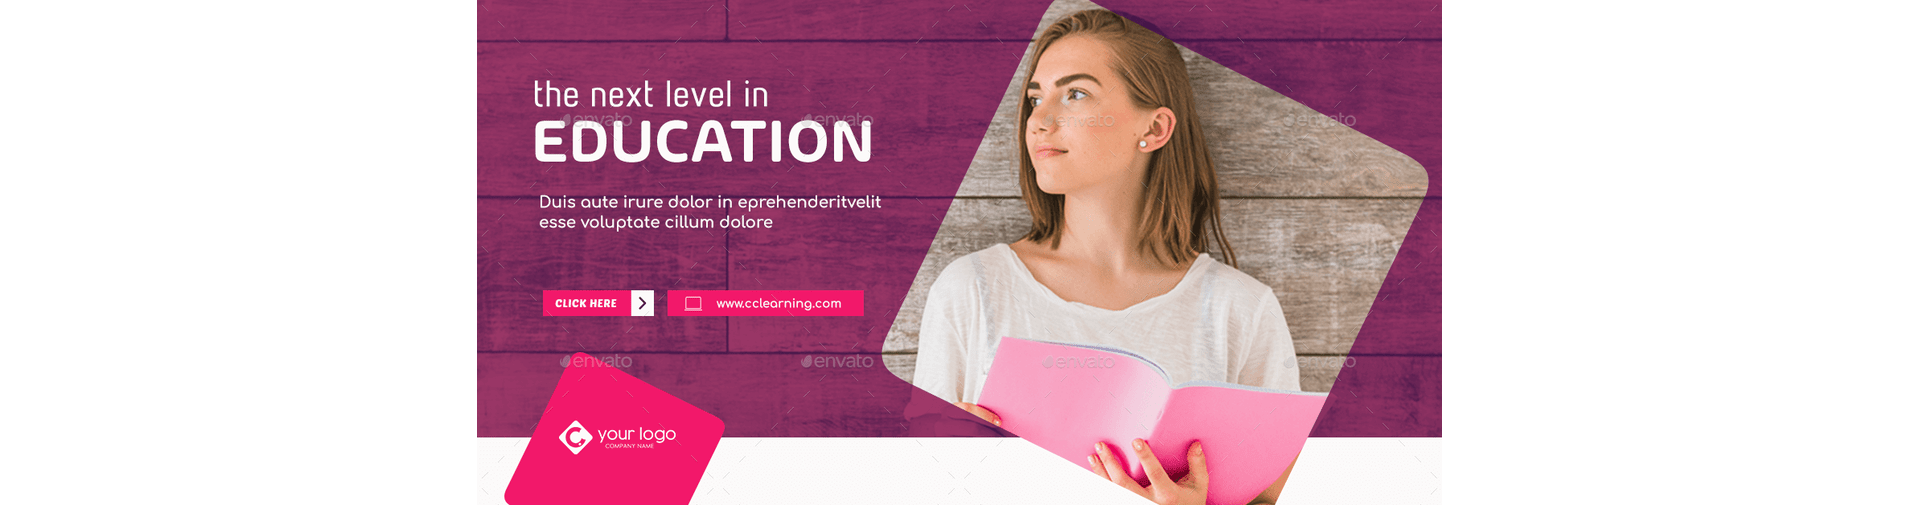 the next level in
EDUCATION
Duis aute irure dolor in eprehenderitvelit
esse voluptate cillum dolore
CLICK HERE
www.cclearning.com
your logo
COMPANY NAME
envato
envato
envato
envato
envato
envato
envato
envato